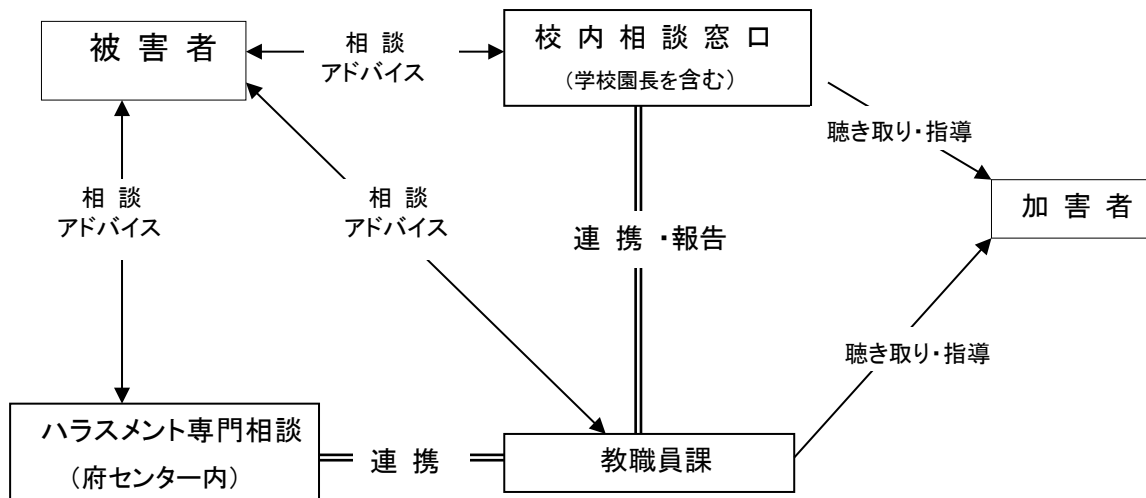 被 害 者
相 談
アドバイス
校 内 相 談 窓 口
(学校園長を含む)
聴き取り・指導
相 談
アドバイス
相 談
アドバイス
加 害 者
連 携 ・報告
聴き取り・指導
ハラスメント専門相談
(府センター内)
連 携
教職員課